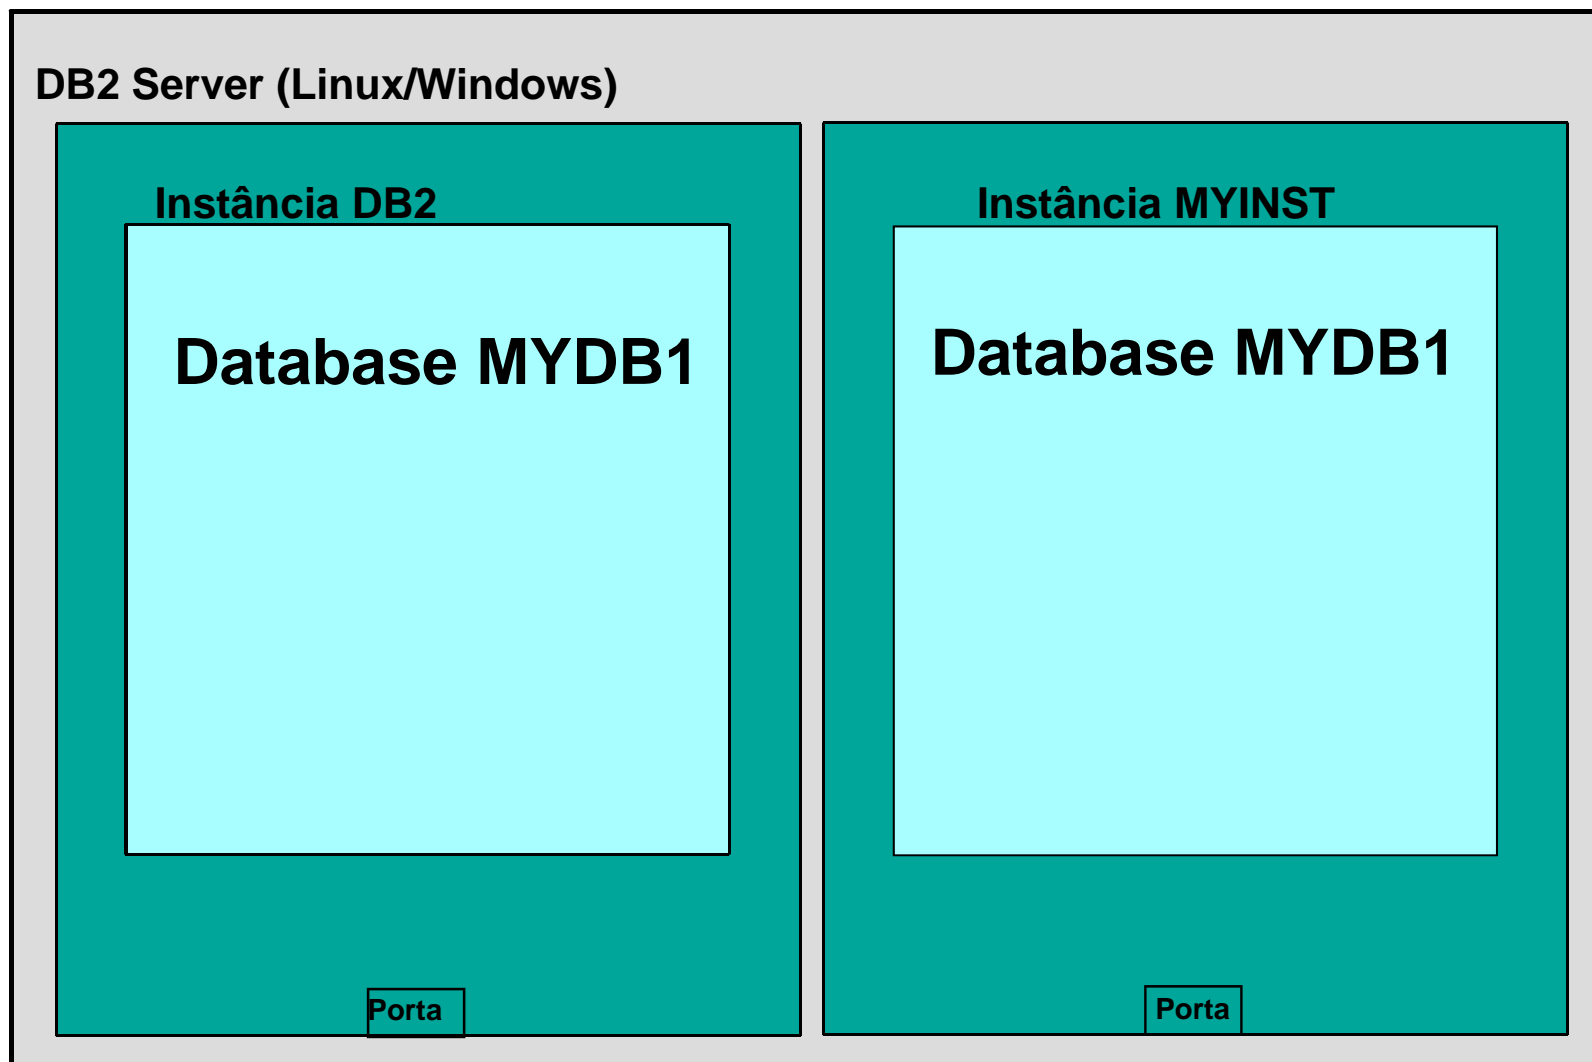 DB2 Server (Linux/Windows)
Instância DB2
Database MYDB1
Porta
Instância MYINST
Database MYDB1
Porta